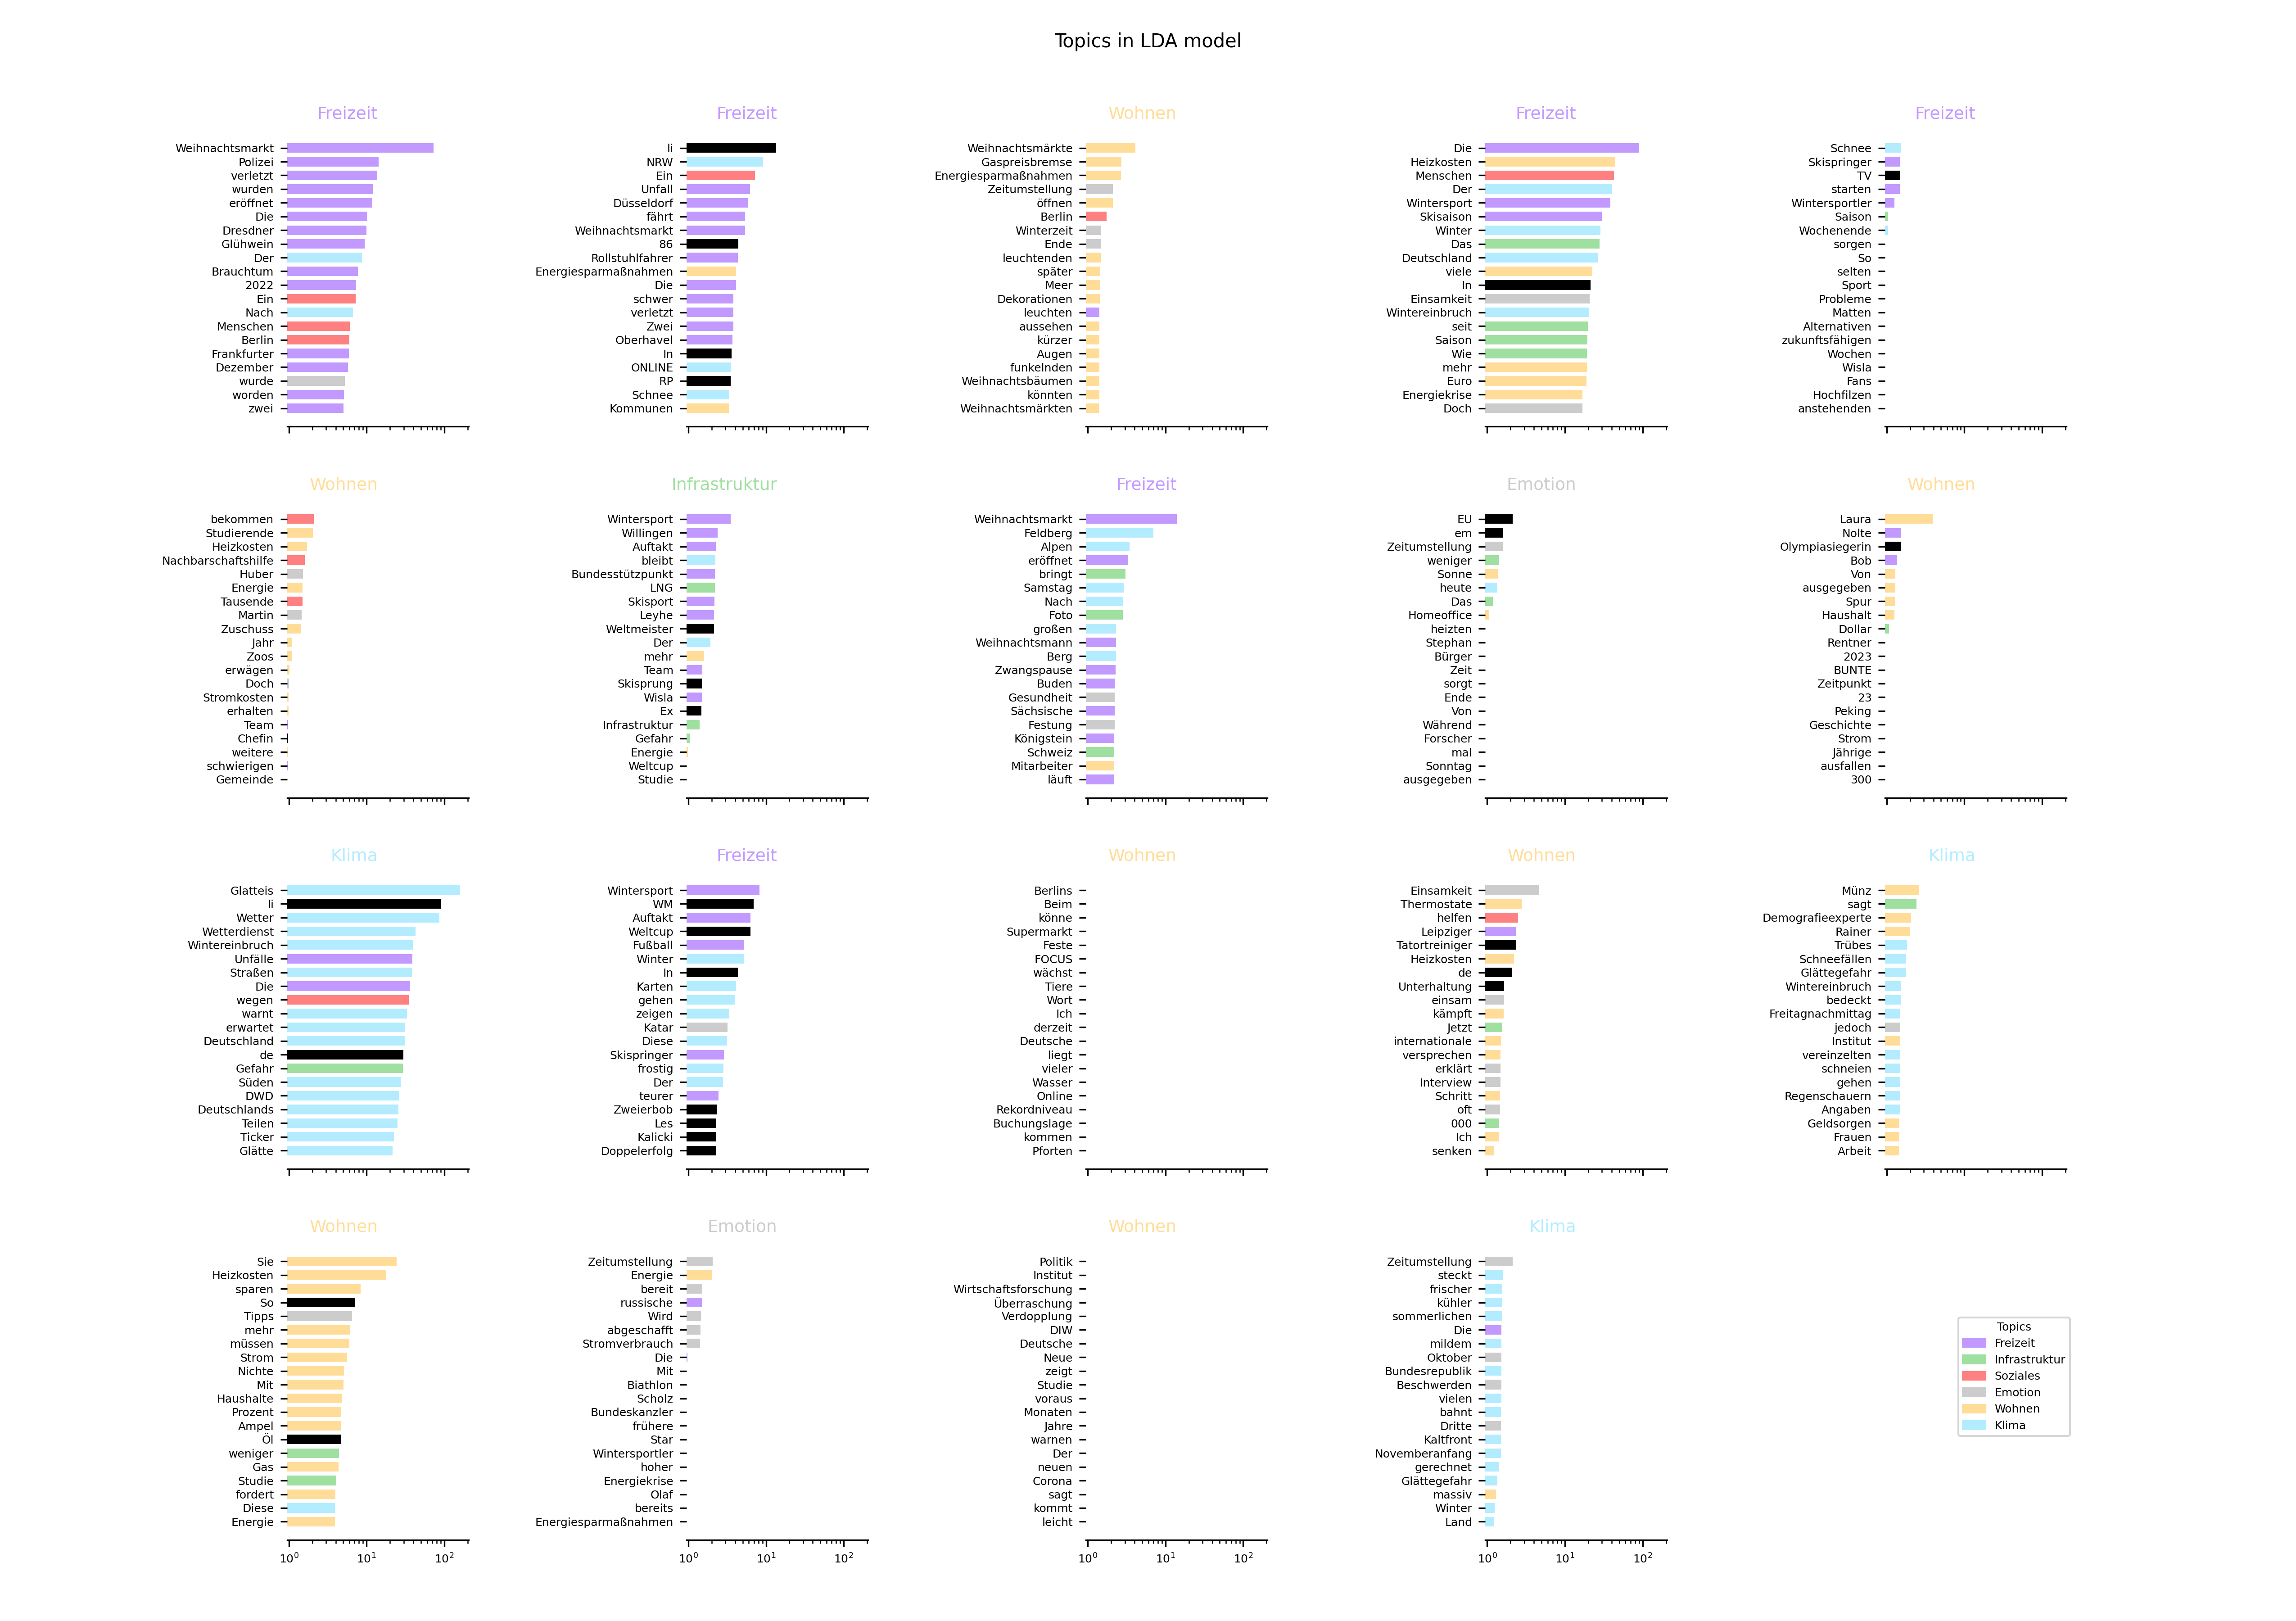 Topics in LDA model
Freizeit
Weihnachtsmarkt
Polizei
verletzt
wurden
eröffnet
Die
Dresdner
Glühwein
Der
Brauchtum
2022
Ein
Nach
Menschen
Berlin
Frankfurter
Dezember
wurde
worden
zwei
Freizeit
li
NRW
Ein
Unfall
Düsseldorf
fährt
Weihnachtsmarkt
86
Rollstuhlfahrer
Energiesparmaßnahmen
Die
schwer
verletzt
Zwei
Oberhavel
In
ONLINE
RP
Schnee
Kommunen
Wohnen
Weihnachtsmärkte
Gaspreisbremse
Energiesparmaßnahmen
Zeitumstellung
öffnen
Berlin
Winterzeit
Ende
leuchtenden
später
Meer
Dekorationen
leuchten
aussehen
kürzer
Augen
funkelnden
Weihnachtsbäumen
könnten
Weihnachtsmärkten
Freizeit
Die
Heizkosten
Menschen
Der
Wintersport
Skisaison
Winter
Das
Deutschland
viele
In
Einsamkeit
Wintereinbruch
seit
Saison
Wie
mehr
Euro
Energiekrise
Doch
Freizeit
Schnee
Skispringer
TV
starten
Wintersportler
Saison
Wochenende
sorgen
So
selten
Sport
Probleme
Matten
Alternativen
zukunftsfähigen
Wochen
Wisla
Fans
Hochfilzen
anstehenden
Wohnen
bekommen
Studierende
Heizkosten
Nachbarschaftshilfe
Huber
Energie
Tausende
Martin
Zuschuss
Jahr
Zoos
erwägen
Doch
Stromkosten
erhalten
Team
Chefin
weitere
schwierigen
Gemeinde
Infrastruktur
Wintersport
Willingen
Auftakt
bleibt
Bundesstützpunkt
LNG
Skisport
Leyhe
Weltmeister
Der
mehr
Team
Skisprung
Wisla
Ex
Infrastruktur
Gefahr
Energie
Weltcup
Studie
Freizeit
Weihnachtsmarkt
Feldberg
Alpen
eröffnet
bringt
Samstag
Nach
Foto
großen
Weihnachtsmann
Berg
Zwangspause
Buden
Gesundheit
Sächsische
Festung
Königstein
Schweiz
Mitarbeiter
läuft
Emotion
EU
em
Zeitumstellung
weniger
Sonne
heute
Das
Homeoffice
heizten
Stephan
Bürger
Zeit
sorgt
Ende
Von
Während
Forscher
mal
Sonntag
ausgegeben
Wohnen
Laura
Nolte
Olympiasiegerin
Bob
Von
ausgegeben
Spur
Haushalt
Dollar
Rentner
2023
BUNTE
Zeitpunkt
23
Peking
Geschichte
Strom
Jährige
ausfallen
300
Klima
Glatteis
li
Wetter
Wetterdienst
Wintereinbruch
Unfälle
Straßen
Die
wegen
warnt
erwartet
Deutschland
de
Gefahr
Süden
DWD
Deutschlands
Teilen
Ticker
Glätte
Freizeit
Wintersport
WM
Auftakt
Weltcup
Fußball
Winter
In
Karten
gehen
zeigen
Katar
Diese
Skispringer
frostig
Der
teurer
Zweierbob
Les
Kalicki
Doppelerfolg
Wohnen
Berlins
Beim
könne
Supermarkt
Feste
FOCUS
wächst
Tiere
Wort
Ich
derzeit
Deutsche
liegt
vieler
Wasser
Online
Rekordniveau
Buchungslage
kommen
Pforten
Wohnen
Einsamkeit
Thermostate
helfen
Leipziger
Tatortreiniger
Heizkosten
de
Unterhaltung
einsam
kämpft
Jetzt
internationale
versprechen
erklärt
Interview
Schritt
oft
000
Ich
senken
Klima
Münz
sagt
Demografieexperte
Rainer
Trübes
Schneefällen
Glättegefahr
Wintereinbruch
bedeckt
Freitagnachmittag
jedoch
Institut
vereinzelten
schneien
gehen
Regenschauern
Angaben
Geldsorgen
Frauen
Arbeit
Wohnen
Sie
Heizkosten
sparen
So
Tipps
mehr
müssen
Strom
Nichte
Mit
Haushalte
Prozent
Ampel
Öl
weniger
Gas
Studie
fordert
Diese
Energie
10⁰ 10¹ 10²
Emotion
Zeitumstellung
Energie
bereit
russische
Wird
abgeschafft
Stromverbrauch
Die
Mit
Biathlon
Scholz
Bundeskanzler
frühere
Star
Wintersportler
hoher
Energiekrise
Olaf
bereits
Energiesparmaßnahmen
10⁰ 10¹ 10²
Wohnen
Politik
Institut
Wirtschaftsforschung
Überraschung
Verdopplung
DIW
Deutsche
Neue
zeigt
Studie
voraus
Monaten
Jahre
warnen
Der
neuen
Corona
sagt
kommt
leicht
10⁰ 10¹ 10²
Klima
Zeitumstellung
steckt
frischer
kühler
sommerlichen
Die
mildem
Oktober
Bundesrepublik
Beschwerden
vielen
bahnt
Dritte
Kaltfront
Novemberanfang
gerechnet
Glättegefahr
massiv
Winter
Land
10⁰ 10¹ 10²
Topics
Freizeit
Infrastruktur
Soziales
Emotion
Wohnen
Klima